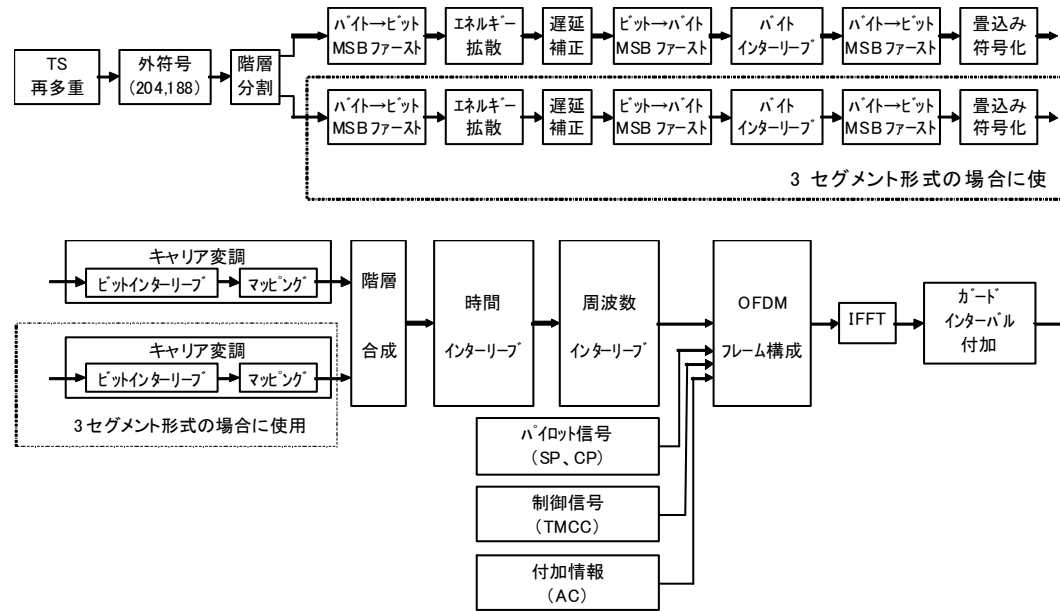 TS
再多重
外符号
(204,188)
階層
分割
バイト→ビット
MSBファースト
エネルギー
拡散
遅延
補正
ビット→バイト
MSBファースト
バイト
インターリーブ
バイト→ビット
MSBファースト
畳込み
符号化
バイト→ビット
MSBファースト
エネルギー
拡散
遅延
補正
ビット→バイト
MSBファースト
バイト
インターリーブ
バイト→ビット
MSBファースト
畳込み
符号化
3 セグメント形式の場合に使
キャリア変調
ビットインターリーブ
マッピング
キャリア変調
ビットインターリーブ
マッピング
3セグメント形式の場合に使用
階層
合成
時間
インターリーブ
周波数
インターリーブ
OFDM
フレーム構成
IFFT
ガード
インターバル
付加
パイロット信号
(SP、CP)
制御信号
(TMCC)
付加情報
(AC)